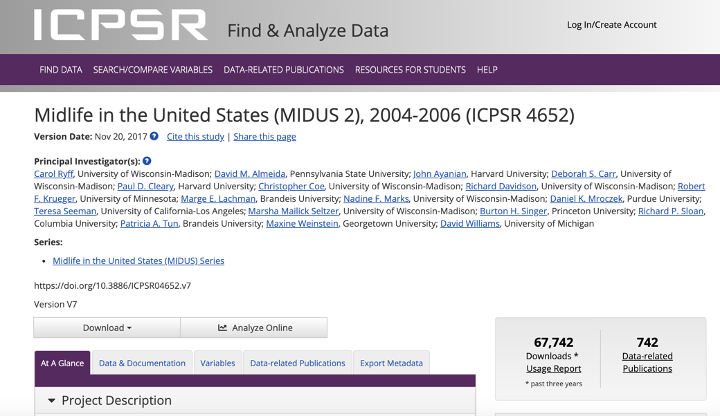 ICPSR Find & Analyze Data
Log In/Create Account
FIND DATA SEARCH/COMPARE VARIABLES DATA-RELATED PUBLICATIONS RESOURCES FOR STUDENTS HELP
Midlife in the United States (MIDUS 2), 2004-2006 (ICPSR 4652)
Version Date: Nov 20, 2017 ? Cite this study | Share this page
Principal Investigator(s): ?
Carol Ryff, University of Wisconsin-Madison; David M. Almeida, Pennsylvania State University; John Ayanian, Harvard University; Deborah S. Carr, University of
Wisconsin-Madison; Paul D. Cleary, Harvard University; Christopher Coe, University of Wisconsin-Madison; Richard Davidson, University of Wisconsin-Madison; Robert
F. Krueger, University of Minnesota; Marge E. Lachman, Brandeis University; Nadine F. Marks, University of Wisconsin-Madison; Daniel K. Mroczek, Purdue University;
Teresa Seeman, University of California-Los Angeles; Marsha Mailick Seltzer, University of Wisconsin-Madison; Burton H. Singer, Princeton University; Richard P. Sloan,
Columbia University; Patricia A. Tun, Brandeis University; Maxine Weinstein, Georgetown University; David Williams, University of Michigan
Series:
• Midlife in the United States (MIDUS) Series
https://doi.org/10.3886/ICPSR04652.v7
Version V7
Download
Analyze Online
67,742
Downloads *
Usage Report
* past three years
742
Data-related
Publications
At A Glance
Data & Documentation
Variables
Data-related Publications
Export Metadata
Project Description